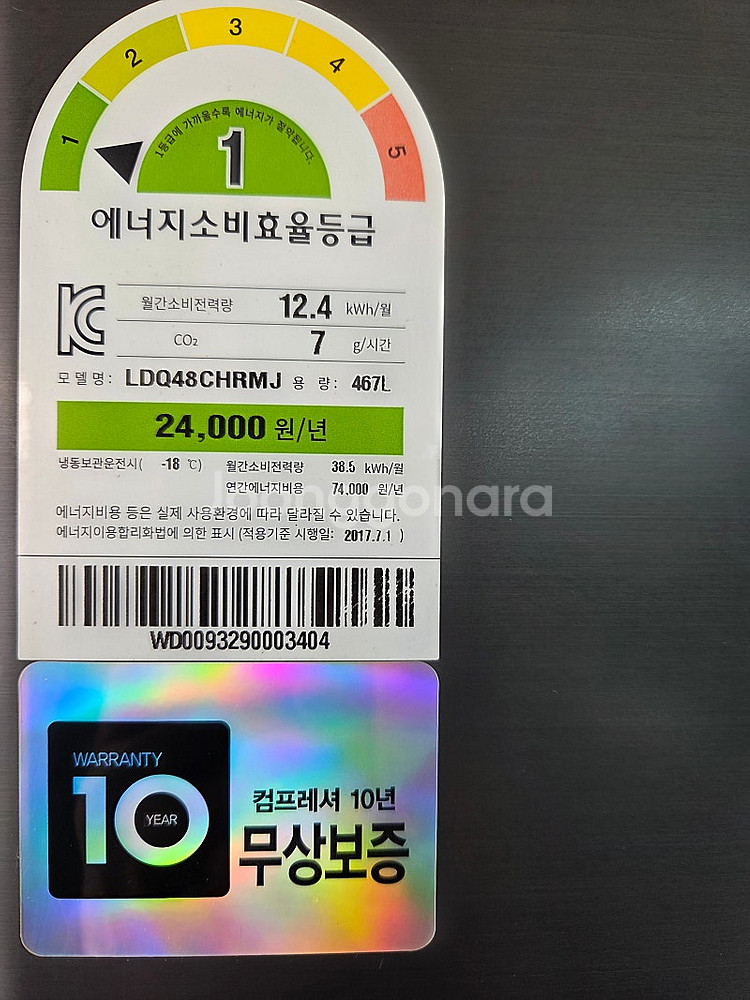 1 2 3 4 5
1등급에 가까울수록 에너지가 절약됩니다.
1
에너지소비효율등급
월간소비전력량 12.4 kWh/월
CO₂ 7 g/시간
모델명: LDQ48CHRMJ 용 량: 467L
24,000 원/년
냉동보관운전시( -18 ℃) 월간소비전력량 38.5 kWh/월
연간에너지비용 74,000 원/년
Joonggonara
에너지비용 등은 실제 사용환경에 따라 달라질 수 있습니다.
에너지이용합리화법에 의한 표시 (적용기준 시행일: 2017.7.1 )
WD0093290003404
WARRANTY
10
YEAR
컴프레셔 10년
무상보증